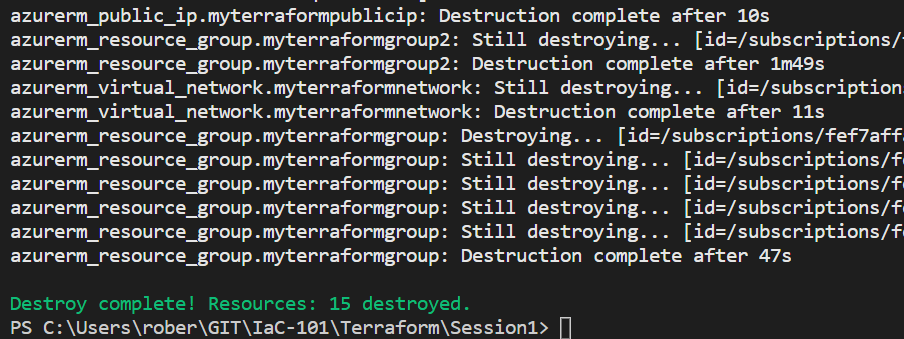 azurerm_public_ip.myterraformpublicip: Destruction complete after 10s
azurerm_resource_group.myterraformgroup2: Still destroying... [id=/subscriptions/
azurerm_resource_group.myterraformgroup2: Destruction complete after 1m49s
azurerm_virtual_network.myterraformnetwork: Still destroying... [id=/subscription
azurerm_virtual_network.myterraformnetwork: Destruction complete after 11s
azurerm_resource_group.myterraformgroup: Destroying... [id=/subscriptions/fef7aff
azurerm_resource_group.myterraformgroup: Still destroying... [id=/subscriptions/fe
azurerm_resource_group.myterraformgroup: Still destroying... [id=/subscriptions/fe
azurerm_resource_group.myterraformgroup: Still destroying... [id=/subscriptions/fe
azurerm_resource_group.myterraformgroup: Still destroying... [id=/subscriptions/fe
azurerm_resource_group.myterraformgroup: Destruction complete after 47s
Destroy complete! Resources: 15 destroyed.
PS C:\Users\rober\GIT\IaC-101\Terraform\Session1>